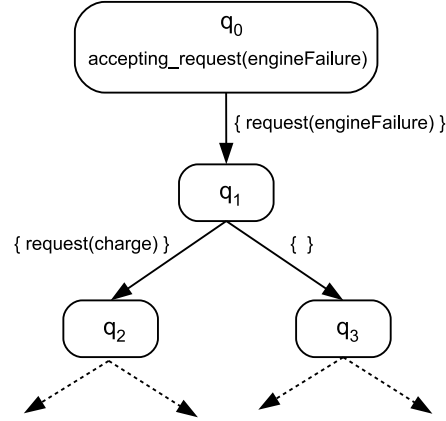 q0
accepting_request(engineFailure)
{ request(engineFailure) }
q1
{ request(charge) }
{ }
q2
q3